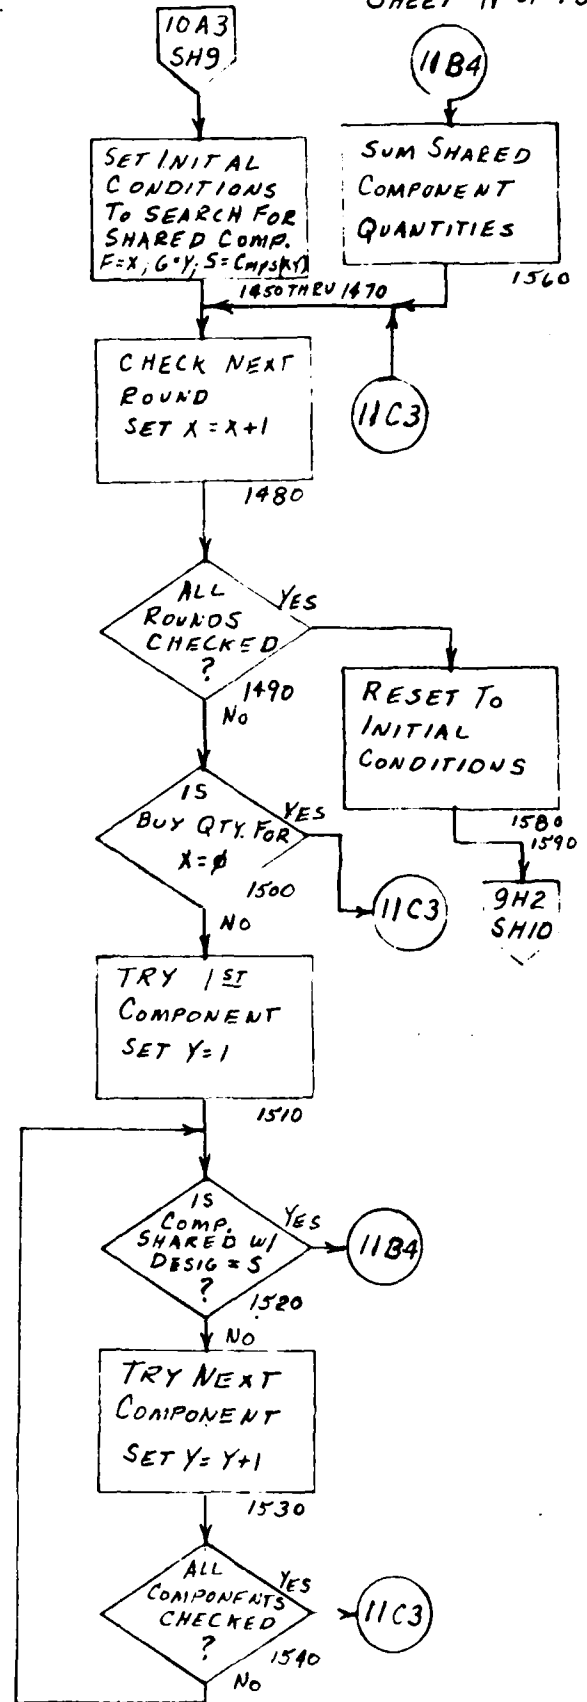 SHEET 11 OF
10A3
SH9
11B4
SET INITIAL
CONDITIONS
TO SEARCH FOR
SHARED COMP.
F=X, G=Y, S=CMPS(X,Y)
SUM SHARED
COMPONENT
QUANTITIES
1560
1450 THRU 1470
CHECK NEXT
ROUND
SET X = X+1
1480
11C3
ALL
ROUNDS
CHECKED
?
YES
1490
NO
RESET TO
INITIAL
CONDITIONS
1580
1590
9H2
SH10
IS
BUY QTY. FOR
X=ø
YES
1500
NO
11C3
TRY 1ST
COMPONENT
SET Y=1
1510
IS
COMP.
SHARED W/
DESIG = S
?
YES
1520
NO
11B4
TRY NEXT
COMPONENT
SET Y= Y+1
1530
ALL
COMPONENTS
CHECKED
?
YES
1540
NO
11C3